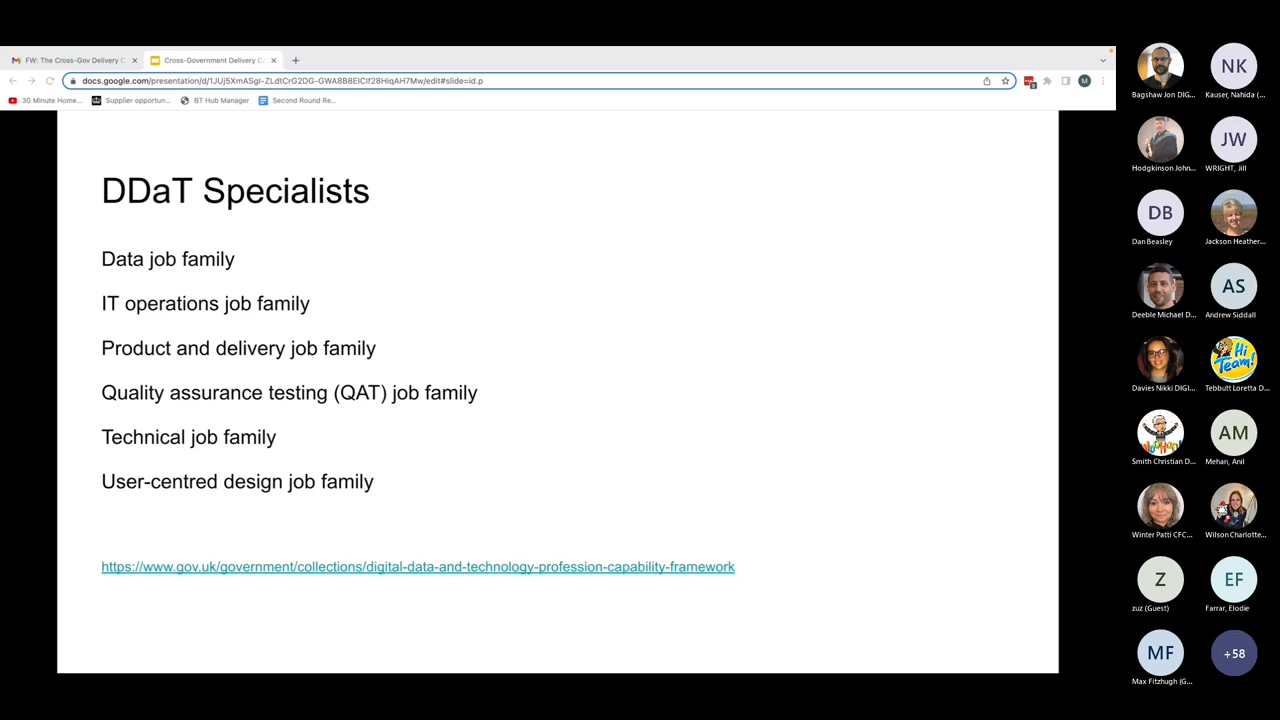 FW: The Cross-Gov Delivery C
Cross-Government Delivery Co
docs.google.com/presentation/d/1JUj5XmASgI-ZLdtCrG2DG-GWA8B8EICIf28HiqAH7Mw/edit#slide=id.p
M
30 Minute Home...
Supplier opportun...
BT Hub Manager
Second Round Re...
DDaT Specialists
Data job family
IT operations job family
Product and delivery job family
Quality assurance testing (QAT) job family
Technical job family
User-centred design job family
https://www.gov.uk/government/collections/digital-data-and-technology-profession-capability-framework
Bagshaw Jon DIG...
NK
Kauser, Nahida (...
Hodgkinson John...
JW
WRIGHT, Jill
DB
Dan Beasley
Jackson Heather...
Deeble Michael D...
AS
Andrew Siddall
Davies Nikki DIGI...
Hi
Team!
Tebbutt Loretta D...
Smith Christian D...
AM
Mehan, Anil
Winter Patti CFC...
Wilson Charlotte...
Z
zuz (Guest)
EF
Farrar, Elodie
MF
Max Fitzhugh (G...
+58